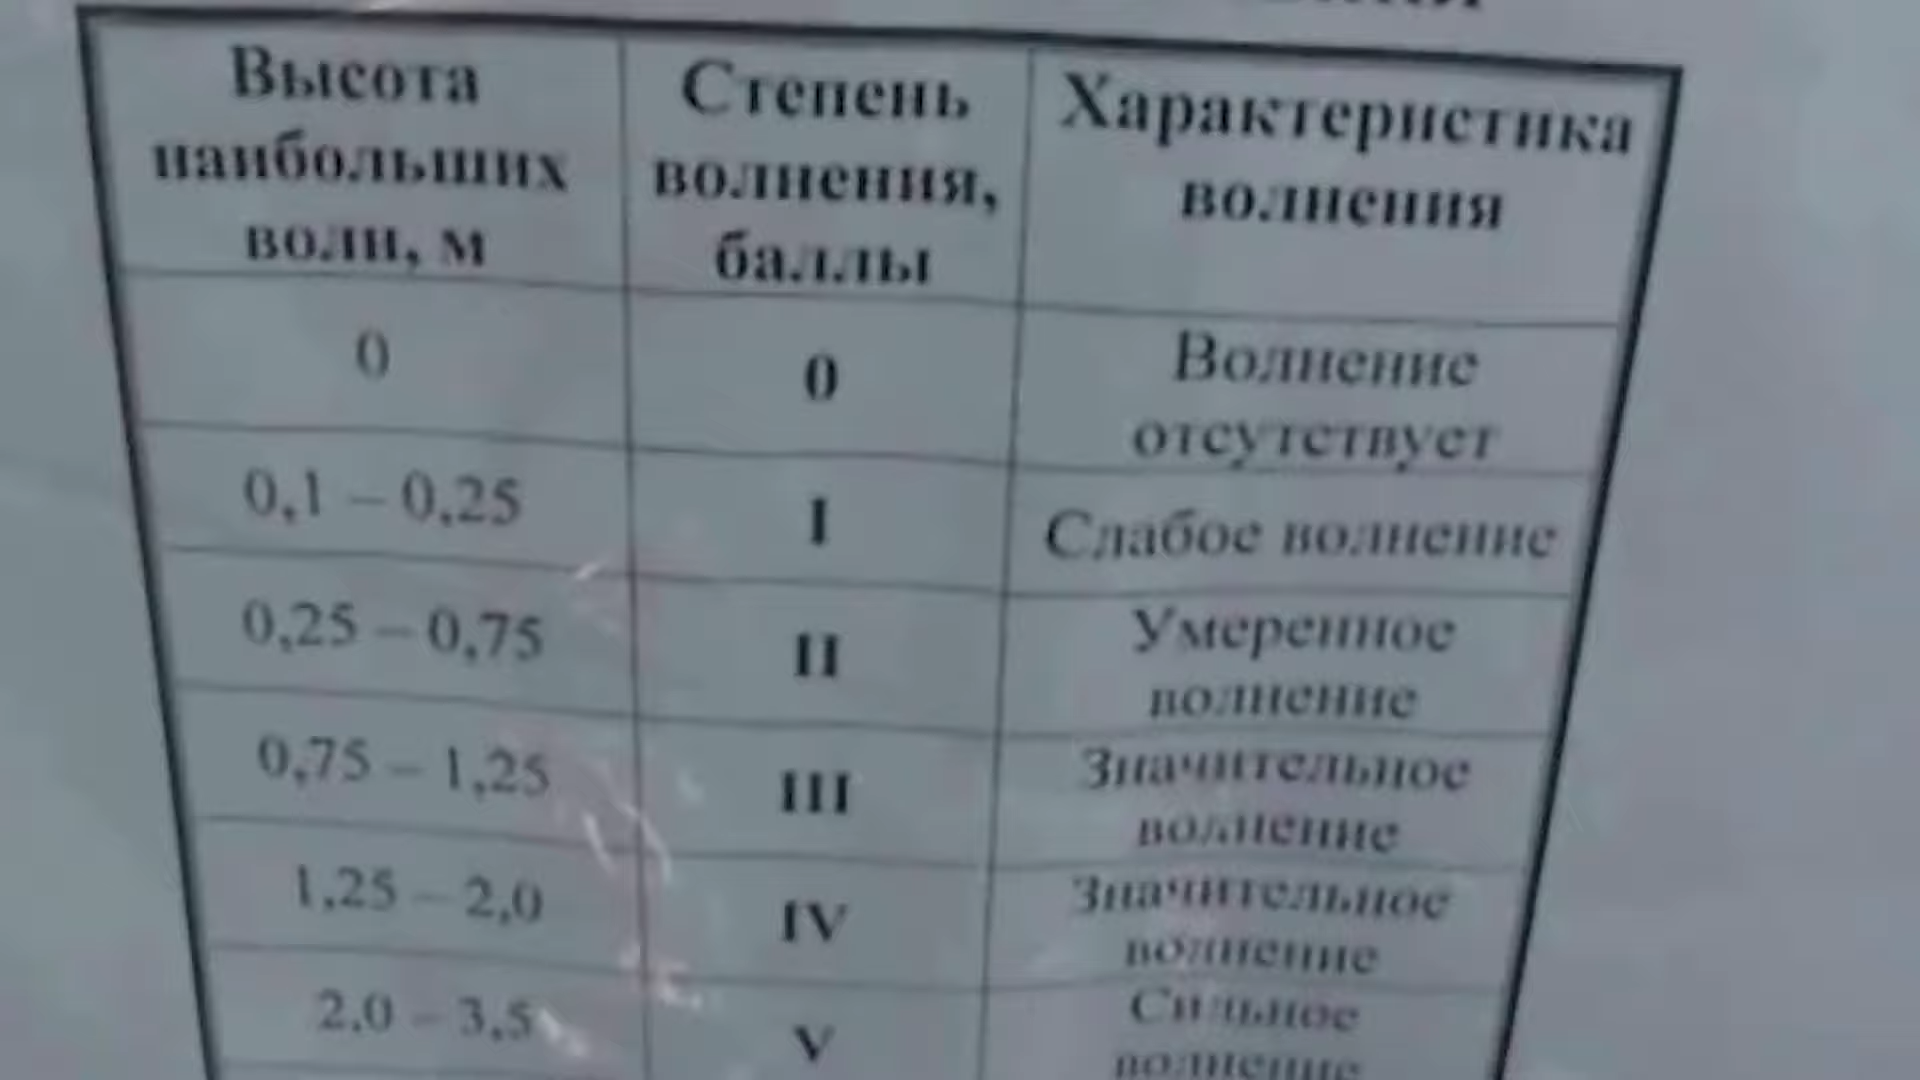 Высота
наибольших
волн, м
Степень
волнения,
баллы
Характеристика
волнения
0
0
Волнение
отсутствует
0,1 – 0,25
I
Слабое волнение
0,25 – 0,75
II
Умеренное
волнение
0,75 – 1,25
III
Значительное
волнение
1,25 – 2,0
IV
Значительное
волнение
2,0 – 3,5
V
Сильное
волнение